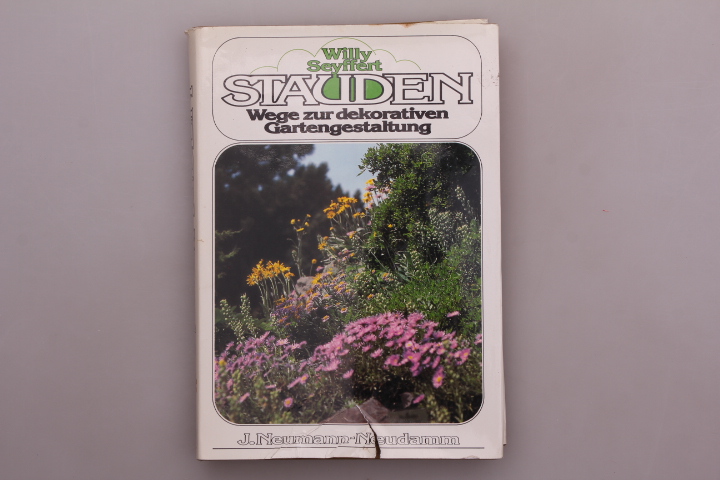 Willy
Seyffert
STAUDEN
Wege zur dekorativen
Gartengestaltung
J. Neumann-Neudamm